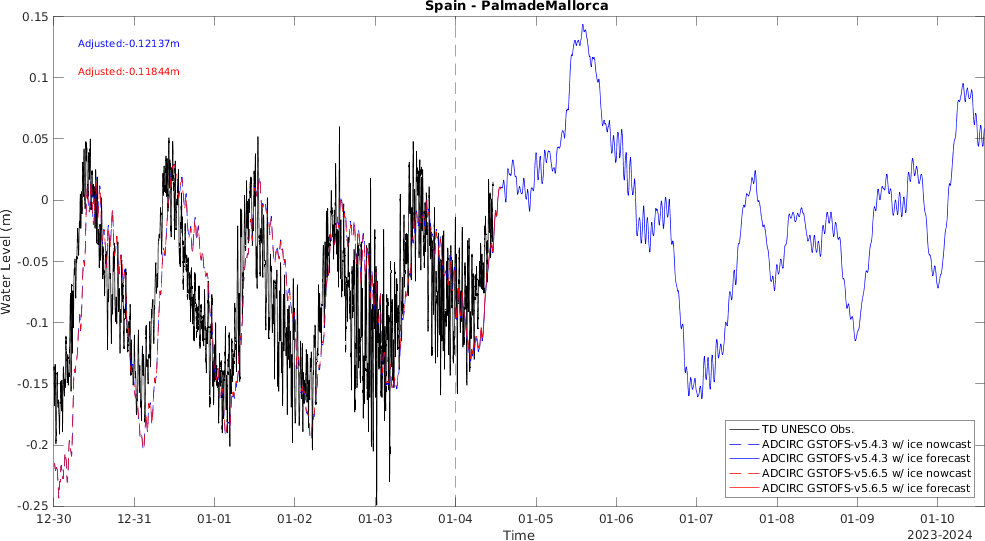 Spain - PalmadeMallorca
0.15
Adjusted:-0.12137m
Adjusted:-0.11844m
0.1
0.05
0
-0.05
-0.1
-0.15
-0.2
-0.25
Water Level (m)
TD UNESCO Obs.
ADCIRC GSTOFS-v5.4.3 w/ ice nowcast
ADCIRC GSTOFS-v5.4.3 w/ ice forecast
ADCIRC GSTOFS-v5.6.5 w/ ice nowcast
ADCIRC GSTOFS-v5.6.5 w/ ice forecast
12-30 12-31 01-01 01-02 01-03 01-04 01-05 01-06 01-07 01-08 01-09 01-10
Time
2023-2024